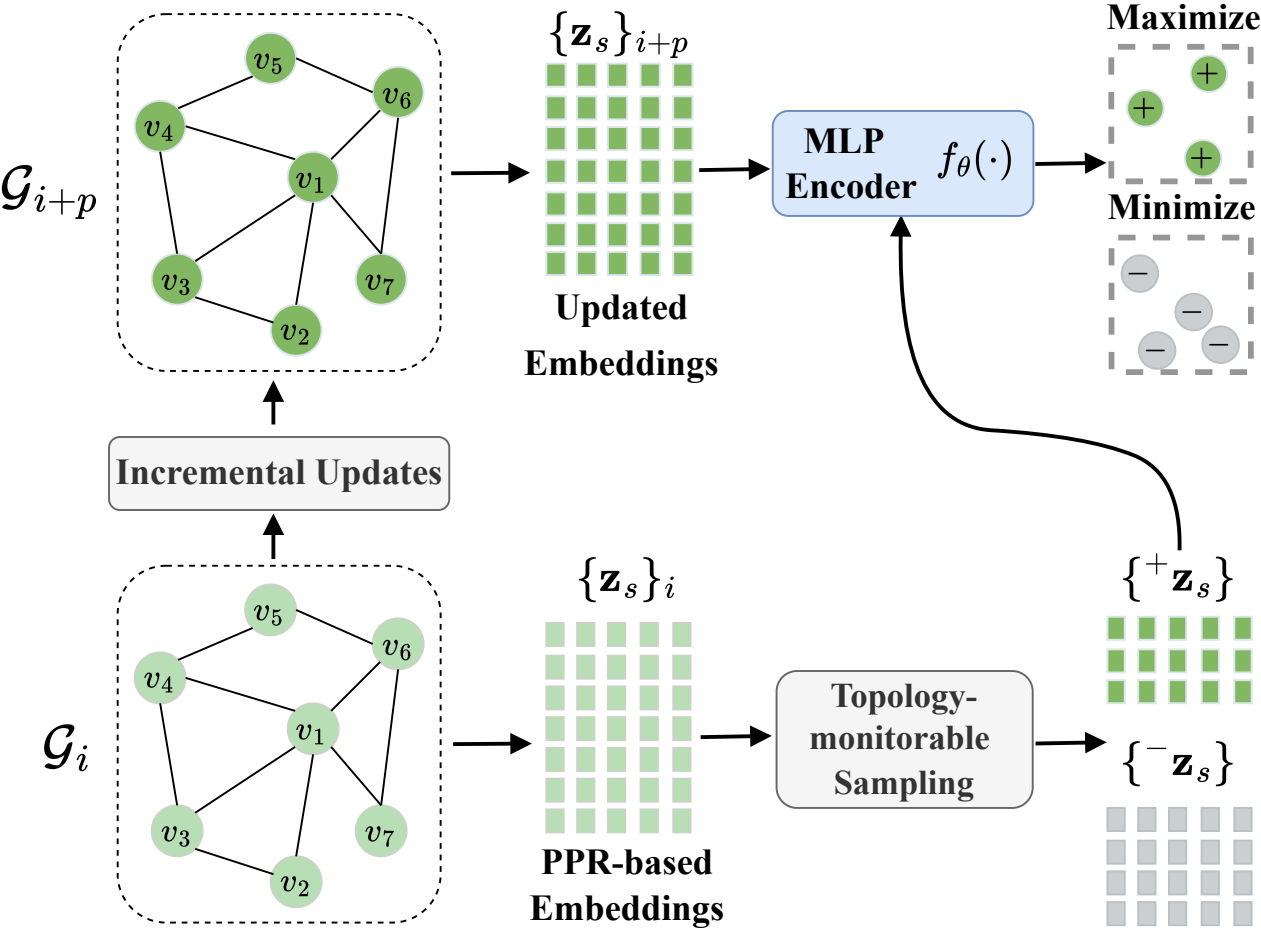 {z_s}_{i+p}
Maximize
v_5
v_6
+
+
v_4
MLP
Encoder
f_θ(·)
+
𝒢_{i+p}
v_1
Minimize
v_3
v_7
−
v_2
−
−
−
Updated
Embeddings
Incremental Updates
{z_s}_i
{^+z_s}
v_5
v_6
v_4
v_1
𝒢_i
Topology-
monitorable
Sampling
{^−z_s}
v_3
v_7
v_2
PPR-based
Embeddings